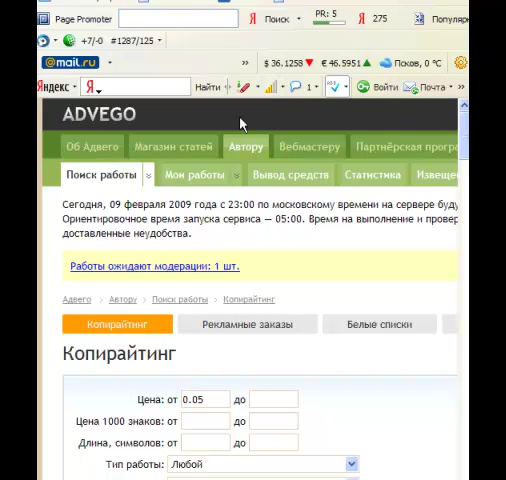 Page Promoter Я Поиск PR: 5 Я 275 Популяр
+7/-0 #1287/125
@mail.ru » $ 36.1258 € 46.5951 Псков, 0 °C
Яндекс Я Найти 1 Войти Почта
ADVEGO
Об Адвего Магазин статей Автору Вебмастеру Партнёрская програ
Поиск работы Мои работы Вывод средств Статистика Извеще
Сегодня, 09 февраля 2009 года с 23:00 по московскому времени на сервере буду
Ориентировочное время запуска сервиса — 05:00. Время на выполнение и провер
доставленные неудобства.
Работы ожидают модерации: 1 шт.
Адвего > Автору > Поиск работы > Копирайтинг
Копирайтинг Рекламные заказы Белые списки
Копирайтинг
Цена: от 0.05 до
Цена 1000 знаков: от до
Длина, символов: от до
Тип работы: Любой